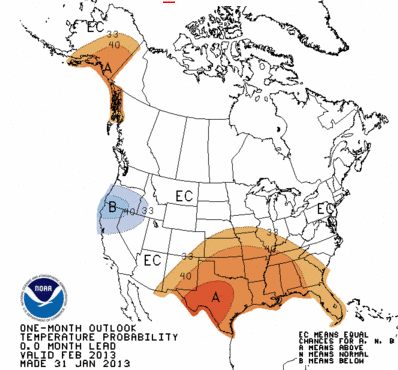 EC
33
40
A
B
40
33
EC
EC
EC
33
40
33
40
A
NOAA
ONE-MONTH OUTLOOK
TEMPERATURE PROBABILITY
0.0 MONTH LEAD
VALID FEB 2013
MADE 31 JAN 2013
EC MEANS EQUAL
CHANCES FOR A, N, B
A MEANS ABOVE
N MEANS NORMAL
B MEANS BELOW